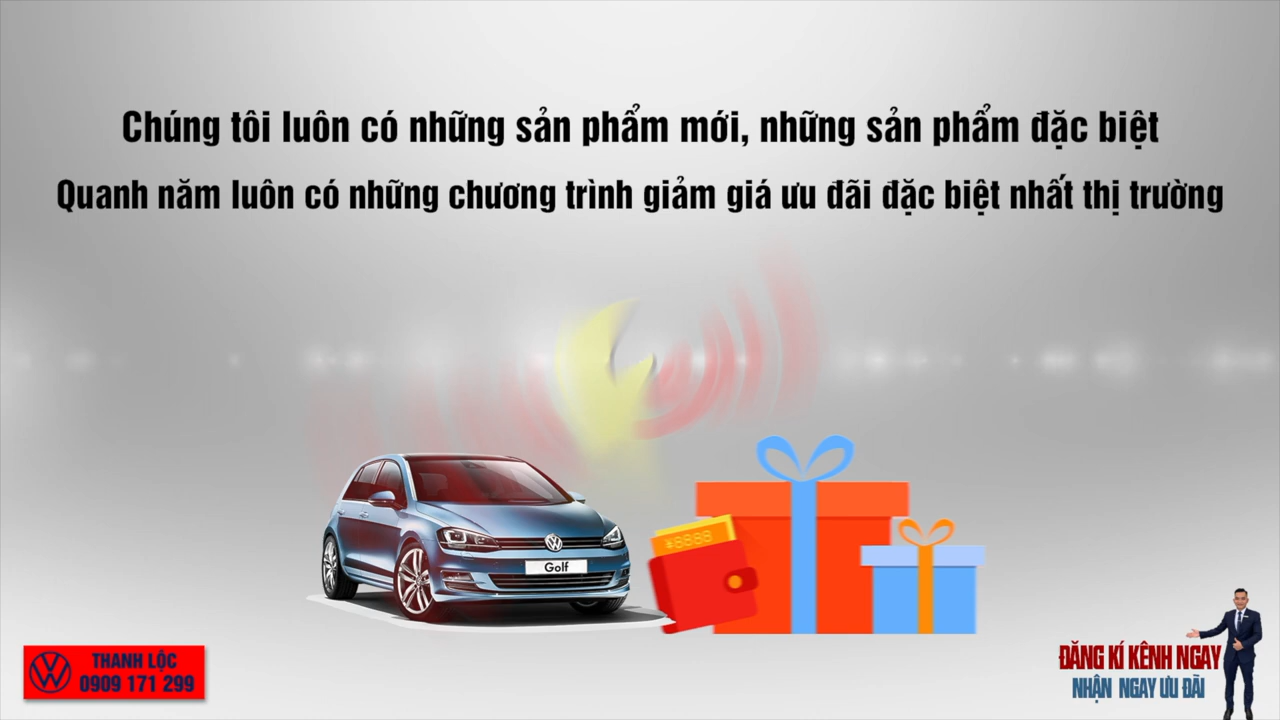 Chúng tôi luôn có những sản phẩm mới, những sản phẩm đặc biệt
Quanh năm luôn có những chương trình giảm giá ưu đãi đặc biệt nhất thị trường
¥8888
Golf
THANH LỘC
0909 171 299
ĐĂNG KÍ KÊNH NGAY
NHẬN NGAY ƯU ĐÃI